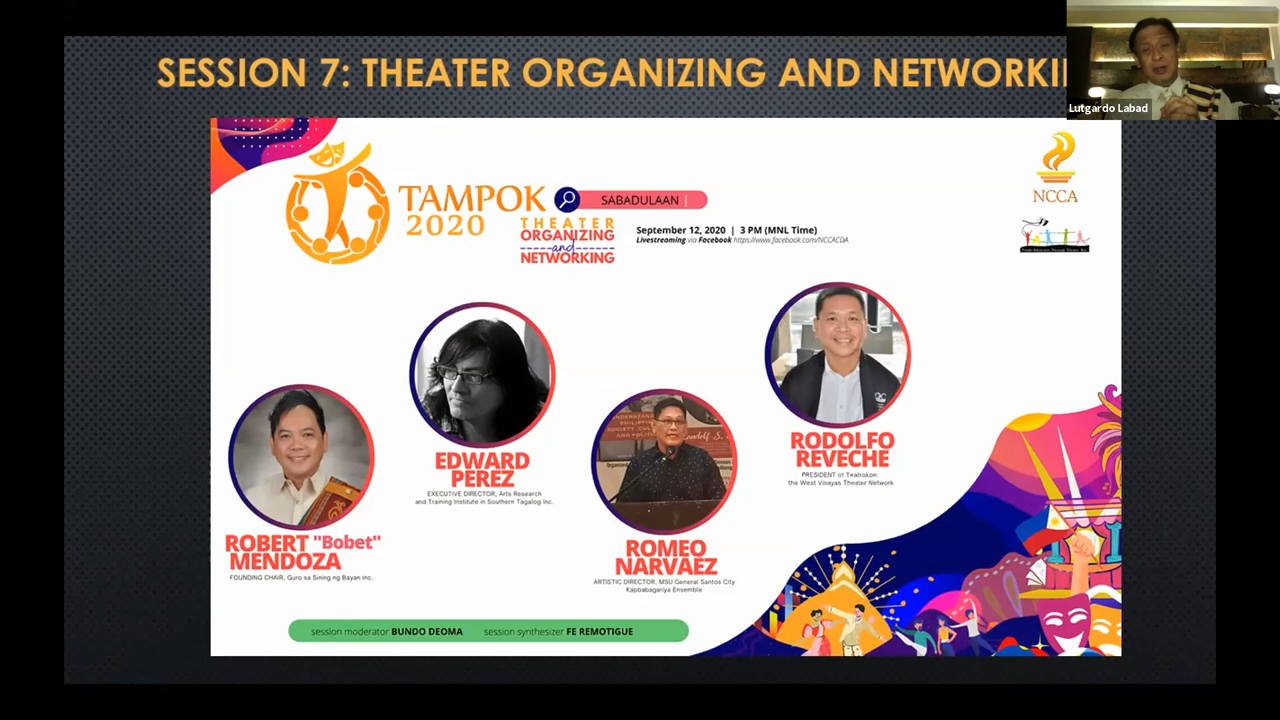 SESSION 7: THEATER ORGANIZING AND NETWORKI
Lutgardo Labad
TAMPOK
2020
SABADULAAN |
THEATER
ORGANIZING
and
NETWORKING
September 12, 2020 | 3 PM (MNL Time)
Livestreaming via Facebook https://www.facebook.com/NCCACDA
NCCA
ROBERT "Bobet"
MENDOZA
FOUNDING CHAIR, Guro sa Sining ng Bayan inc.
EDWARD
PEREZ
EXECUTIVE DIRECTOR, Arts Research
and Training Institute in Southern Tagalog Inc.
ROMEO
NARVAEZ
ARTISTIC DIRECTOR, MSU General Santos City
Kapbabagariya Ensemble
RODOLFO
REVECHE
PRESIDENT of Teatrokon:
the West Visayas Theater Network
session moderator BUNDO DEOMA session synthesizer FE REMOTIGUE